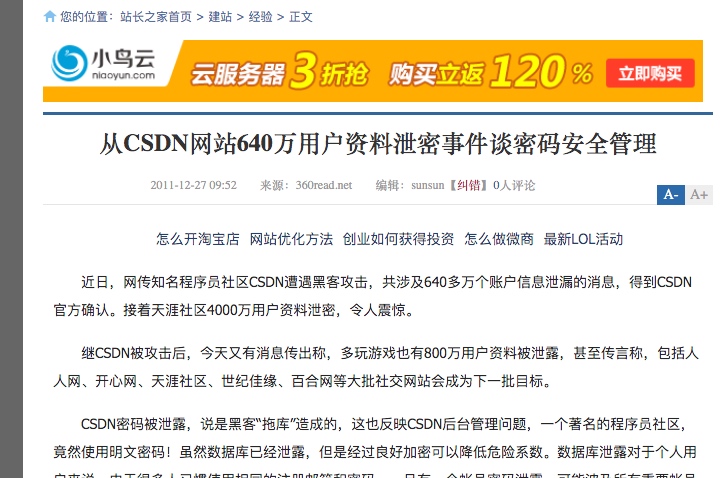 您的位置：站长之家首页 > 建站 > 经验 > 正文
小鸟云
niaoyun.com
云服务器3折抢 购买立返120% 立即购买
从CSDN网站640万用户资料泄密事件谈密码安全管理
2011-12-27 09:52 来源：360read.net 编辑：sunsun【纠错】0人评论
A- A+
怎么开淘宝店 网站优化方法 创业如何获得投资 怎么做微商 最新LOL活动
近日，网传知名程序员社区CSDN遭遇黑客攻击，共涉及640多万个账户信息泄漏的消息，得到CSDN
官方确认。接着天涯社区4000万用户资料泄密，令人震惊。
继CSDN被攻击后，今天又有消息传出称，多玩游戏也有800万用户资料被泄露，甚至传言称，包括人
人网、开心网、天涯社区、世纪佳缘、百合网等大批社交网站会成为下一批目标。
CSDN密码被泄露，说是黑客“拖库”造成的，这也反映CSDN后台管理问题，一个著名的程序员社区，
竟然使用明文密码！虽然数据库已经泄露，但是经过良好加密可以降低危险系数。数据库泄露对于个人用